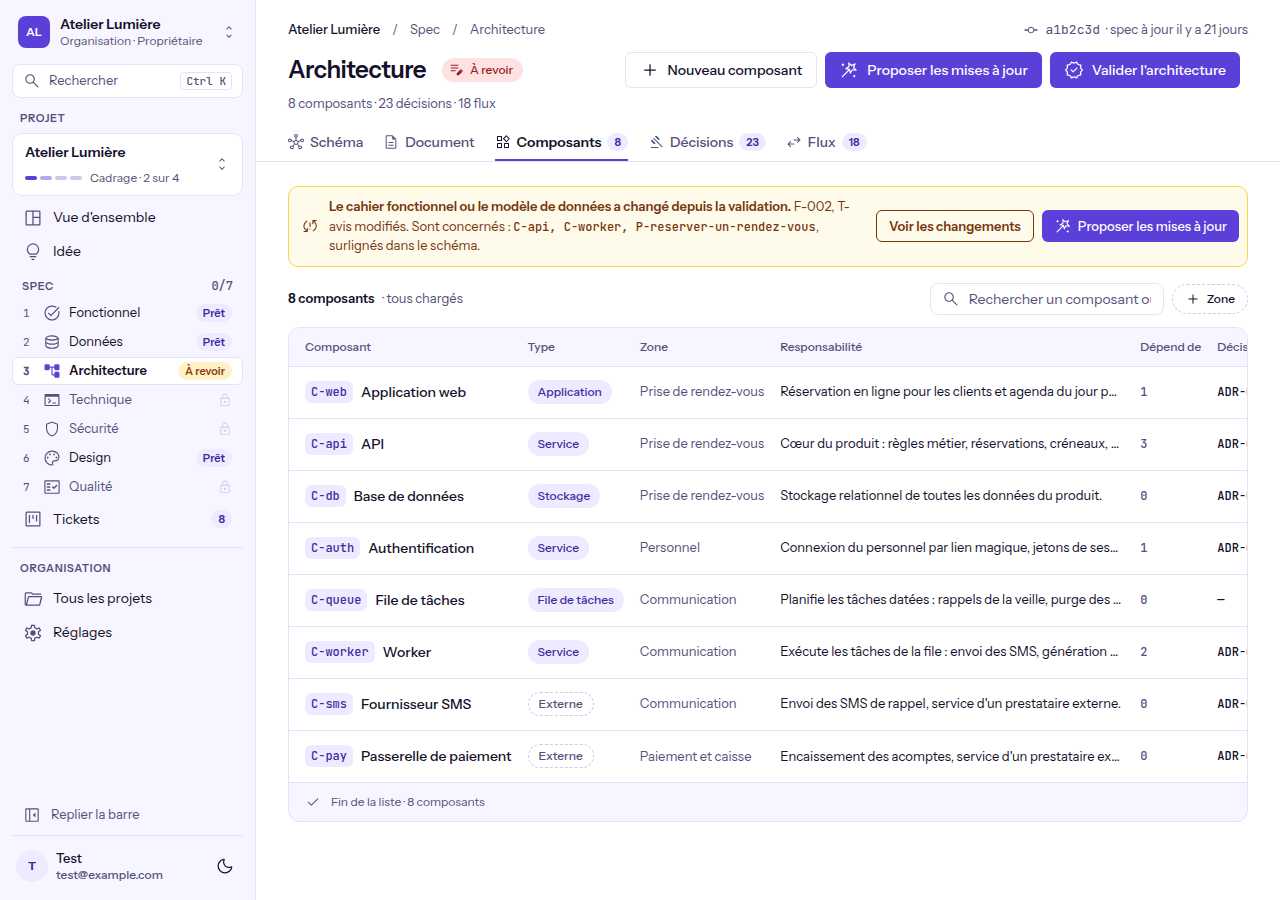 AL
Atelier Lumière
Organisation · Propriétaire
Rechercher
Ctrl K
PROJET
Atelier Lumière
Cadrage · 2 sur 4
Vue d'ensemble
Idée
SPEC 0/7
1 Fonctionnel Prêt
2 Données Prêt
3 Architecture À revoir
4 Technique
5 Sécurité
6 Design Prêt
7 Qualité
Tickets 8
ORGANISATION
Tous les projets
Réglages
Replier la barre
T
Test
test@example.com
Atelier Lumière / Spec / Architecture
a1b2c3d · spec à jour il y a 21 jours
Architecture
À revoir
Nouveau composant
Proposer les mises à jour
Valider l'architecture
8 composants · 23 décisions · 18 flux
Schéma
Document
Composants 8
Décisions 23
Flux 18
Le cahier fonctionnel ou le modèle de données a changé depuis la validation. F-002, T-
avis modifiés. Sont concernés : C-api, C-worker, P-reserver-un-rendez-vous,
surlignés dans le schéma.
Voir les changements
Proposer les mises à jour
8 composants · tous chargés
Rechercher un composant o
Zone
Composant Type Zone Responsabilité Dépend de Décis
C-web Application web Application Prise de rendez-vous Réservation en ligne pour les clients et agenda du jour p… 1 ADR-
C-api API Service Prise de rendez-vous Cœur du produit : règles métier, réservations, créneaux, … 3 ADR-
C-db Base de données Stockage Prise de rendez-vous Stockage relationnel de toutes les données du produit. 0 ADR-
C-auth Authentification Service Personnel Connexion du personnel par lien magique, jetons de ses… 1 ADR-
C-queue File de tâches File de tâches Communication Planifie les tâches datées : rappels de la veille, purge des … 0 —
C-worker Worker Service Communication Exécute les tâches de la file : envoi des SMS, génération … 2 ADR-
C-sms Fournisseur SMS Externe Communication Envoi des SMS de rappel, service d'un prestataire externe. 0 ADR-
C-pay Passerelle de paiement Externe Paiement et caisse Encaissement des acomptes, service d'un prestataire ex… 0 ADR-
Fin de la liste · 8 composants